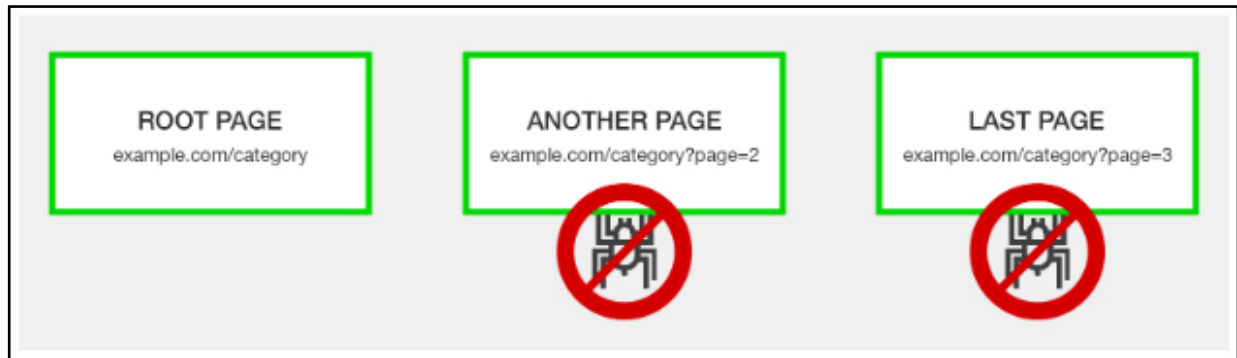 ROOT PAGE
example.com/category
ANOTHER PAGE
example.com/category?page=2
LAST PAGE
example.com/category?page=3